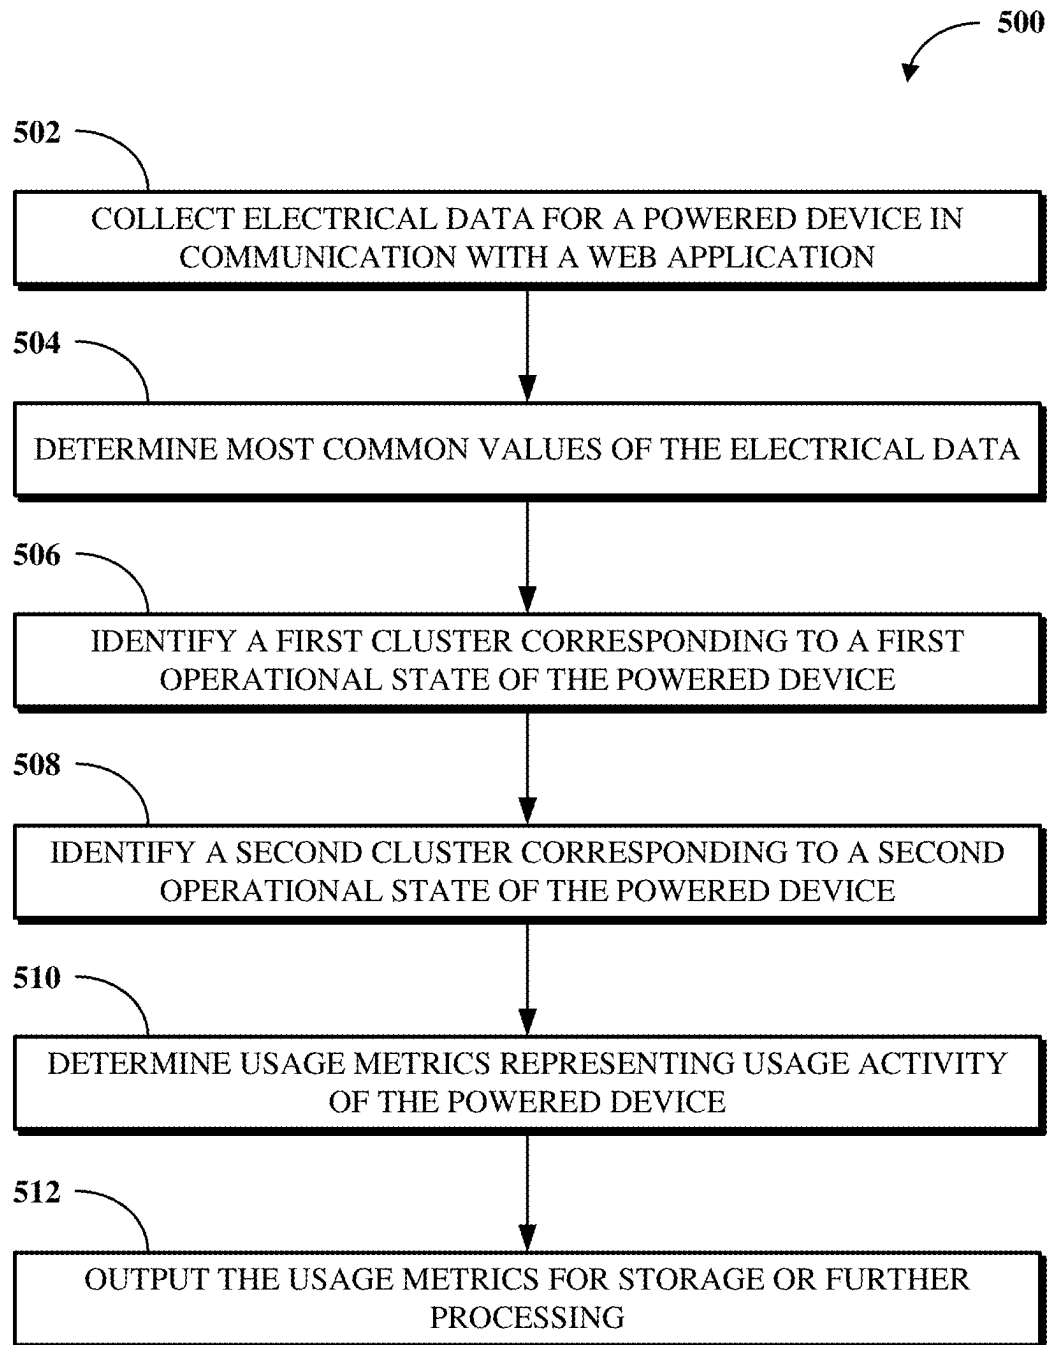 500
502
COLLECT ELECTRICAL DATA FOR A POWERED DEVICE IN
COMMUNICATION WITH A WEB APPLICATION
504
DETERMINE MOST COMMON VALUES OF THE ELECTRICAL DATA
506
IDENTIFY A FIRST CLUSTER CORRESPONDING TO A FIRST
OPERATIONAL STATE OF THE POWERED DEVICE
508
IDENTIFY A SECOND CLUSTER CORRESPONDING TO A SECOND
OPERATIONAL STATE OF THE POWERED DEVICE
510
DETERMINE USAGE METRICS REPRESENTING USAGE ACTIVITY
OF THE POWERED DEVICE
512
OUTPUT THE USAGE METRICS FOR STORAGE OR FURTHER
PROCESSING